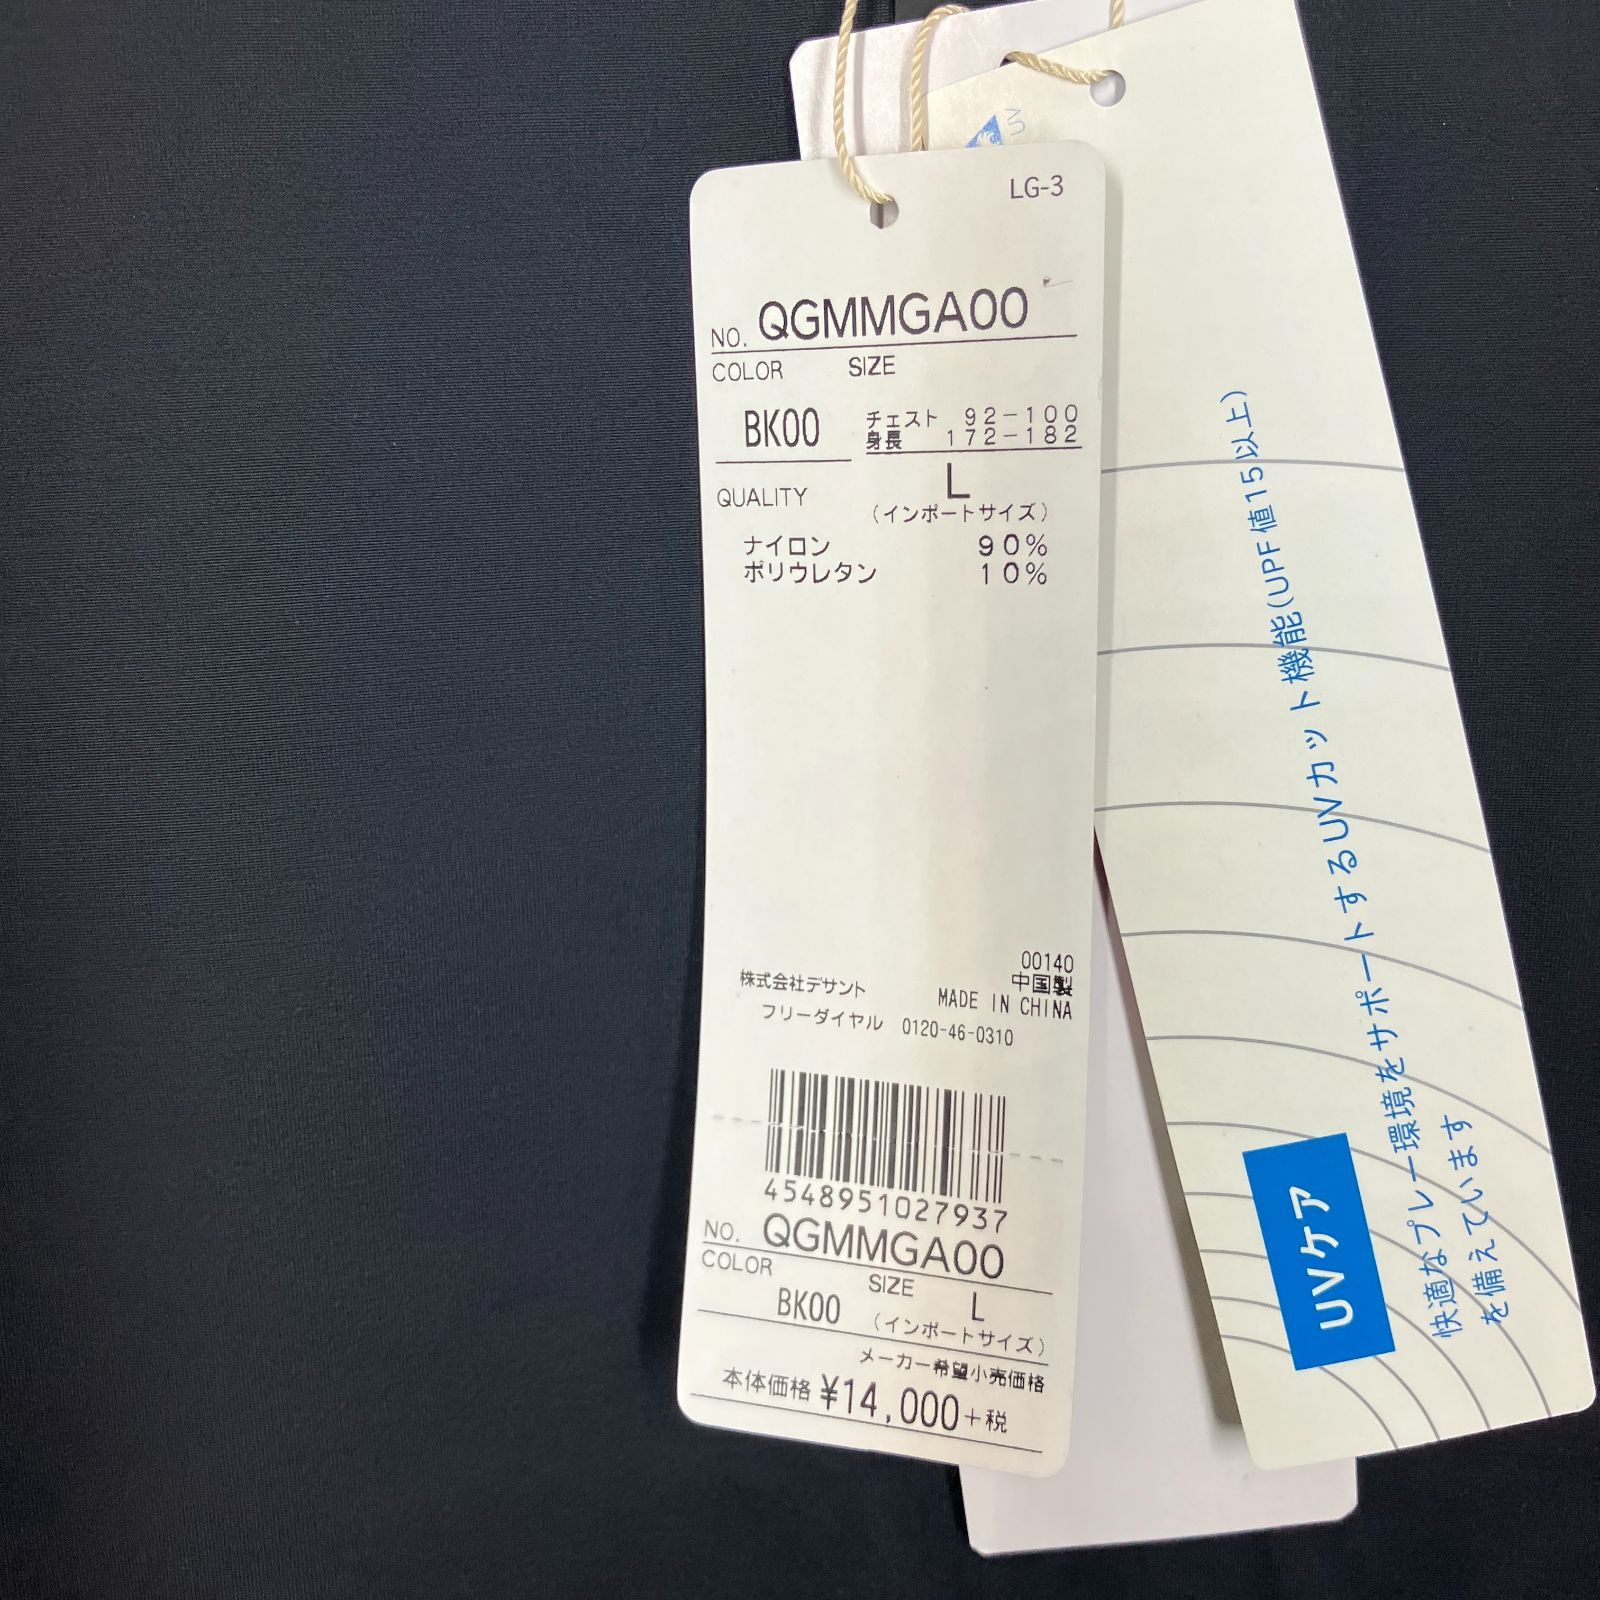 UV
LG-3
NO. QGMMGA00
COLOR SIZE
BK00 チェスト 92-100
身長 172-182
QUALITY L
(インポートサイズ)
ナイロン 90%
ポリウレタン 10%
00140
中国製
株式会社デサント MADE IN CHINA
フリーダイヤル 0120-46-0310
4548951027937
NO. QGMMGA00
COLOR SIZE
BK00 L
(インポートサイズ)
メーカー希望小売価格
本体価格 ¥14,000+税
UVケア
快適なプレー環境をサポートするUVカット機能(UPF値15以上)
を備えています